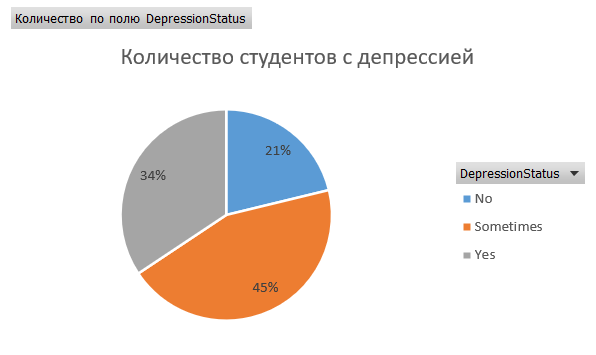 Количество по полю DepressionStatus
Количество студентов с депрессией
21%
34%
45%
DepressionStatus
No
Sometimes
Yes